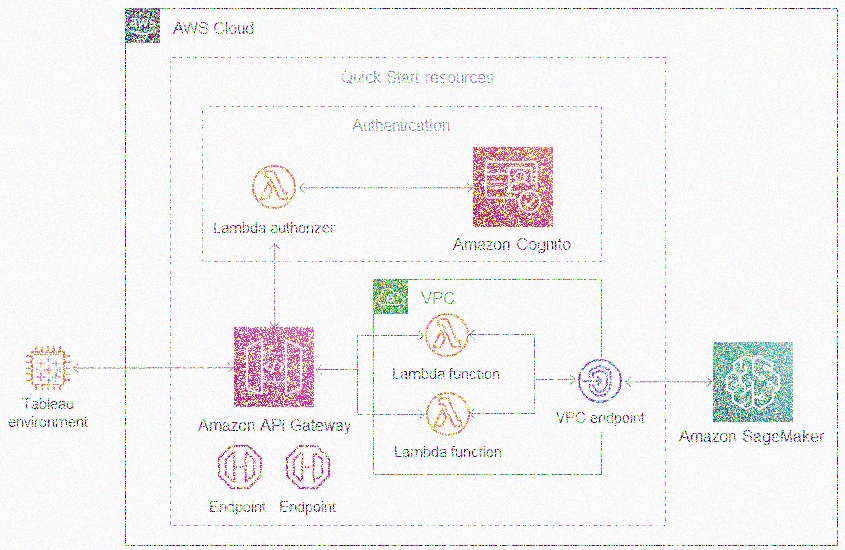 AWS Cloud
Quick Start resources
Authentication
Lambda authorizer
Amazon Cognito
VPC
Lambda function
Tableau
environment
Amazon API Gateway
Lambda function
VPC endpoint
Amazon SageMaker
Endpoint
Endpoint